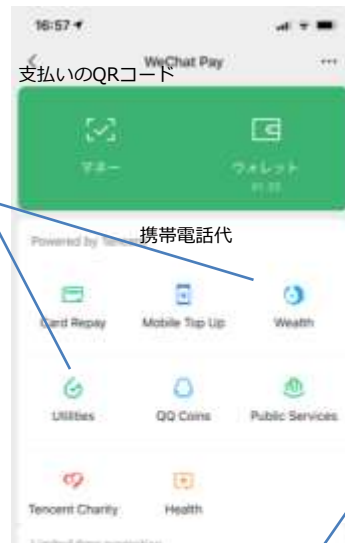 16:57
WeChat Pay
支払いのQRコード
マネー
ウォレット
Powered by
携帯電話代
Card Repay
Mobile Top Up
Wealth
Utilities
QQ Coins
Public Services
Tencent Charity
Health